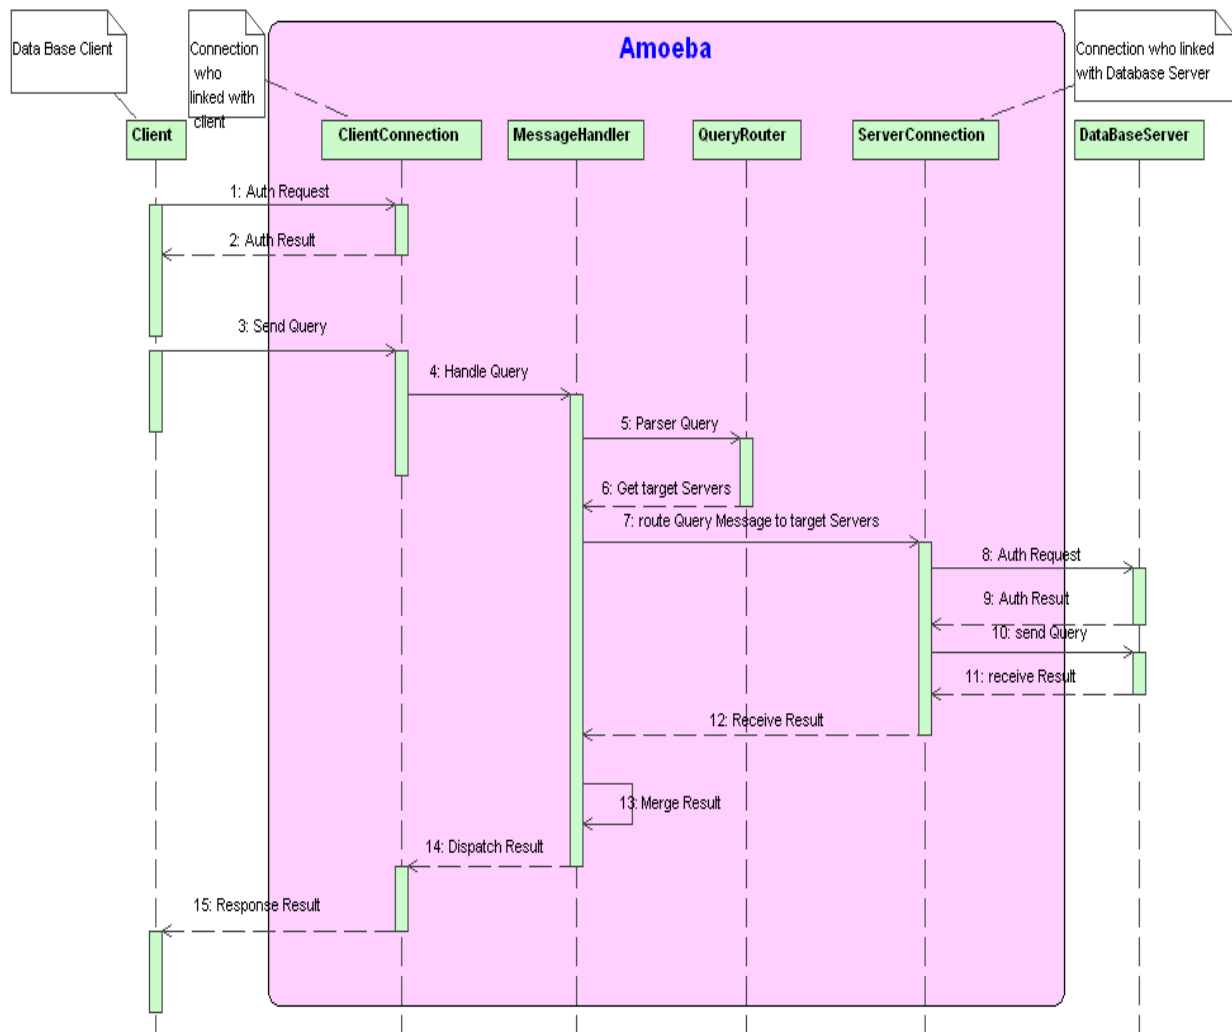 Amoeba
Data Base Client
Connection
who
linked with
client
Connection who linked
with Database Server
Client
ClientConnection
MessageHandler
QueryRouter
ServerConnection
DataBaseServer
1: Auth Request
2: Auth Result
3: Send Query
4: Handle Query
5: Parser Query
6: Get target Servers
7: route Query Message to target Servers
8: Auth Request
9: Auth Result
10: send Query
11: receive Result
12: Receive Result
13: Merge Result
14: Dispatch Result
15: Response Result